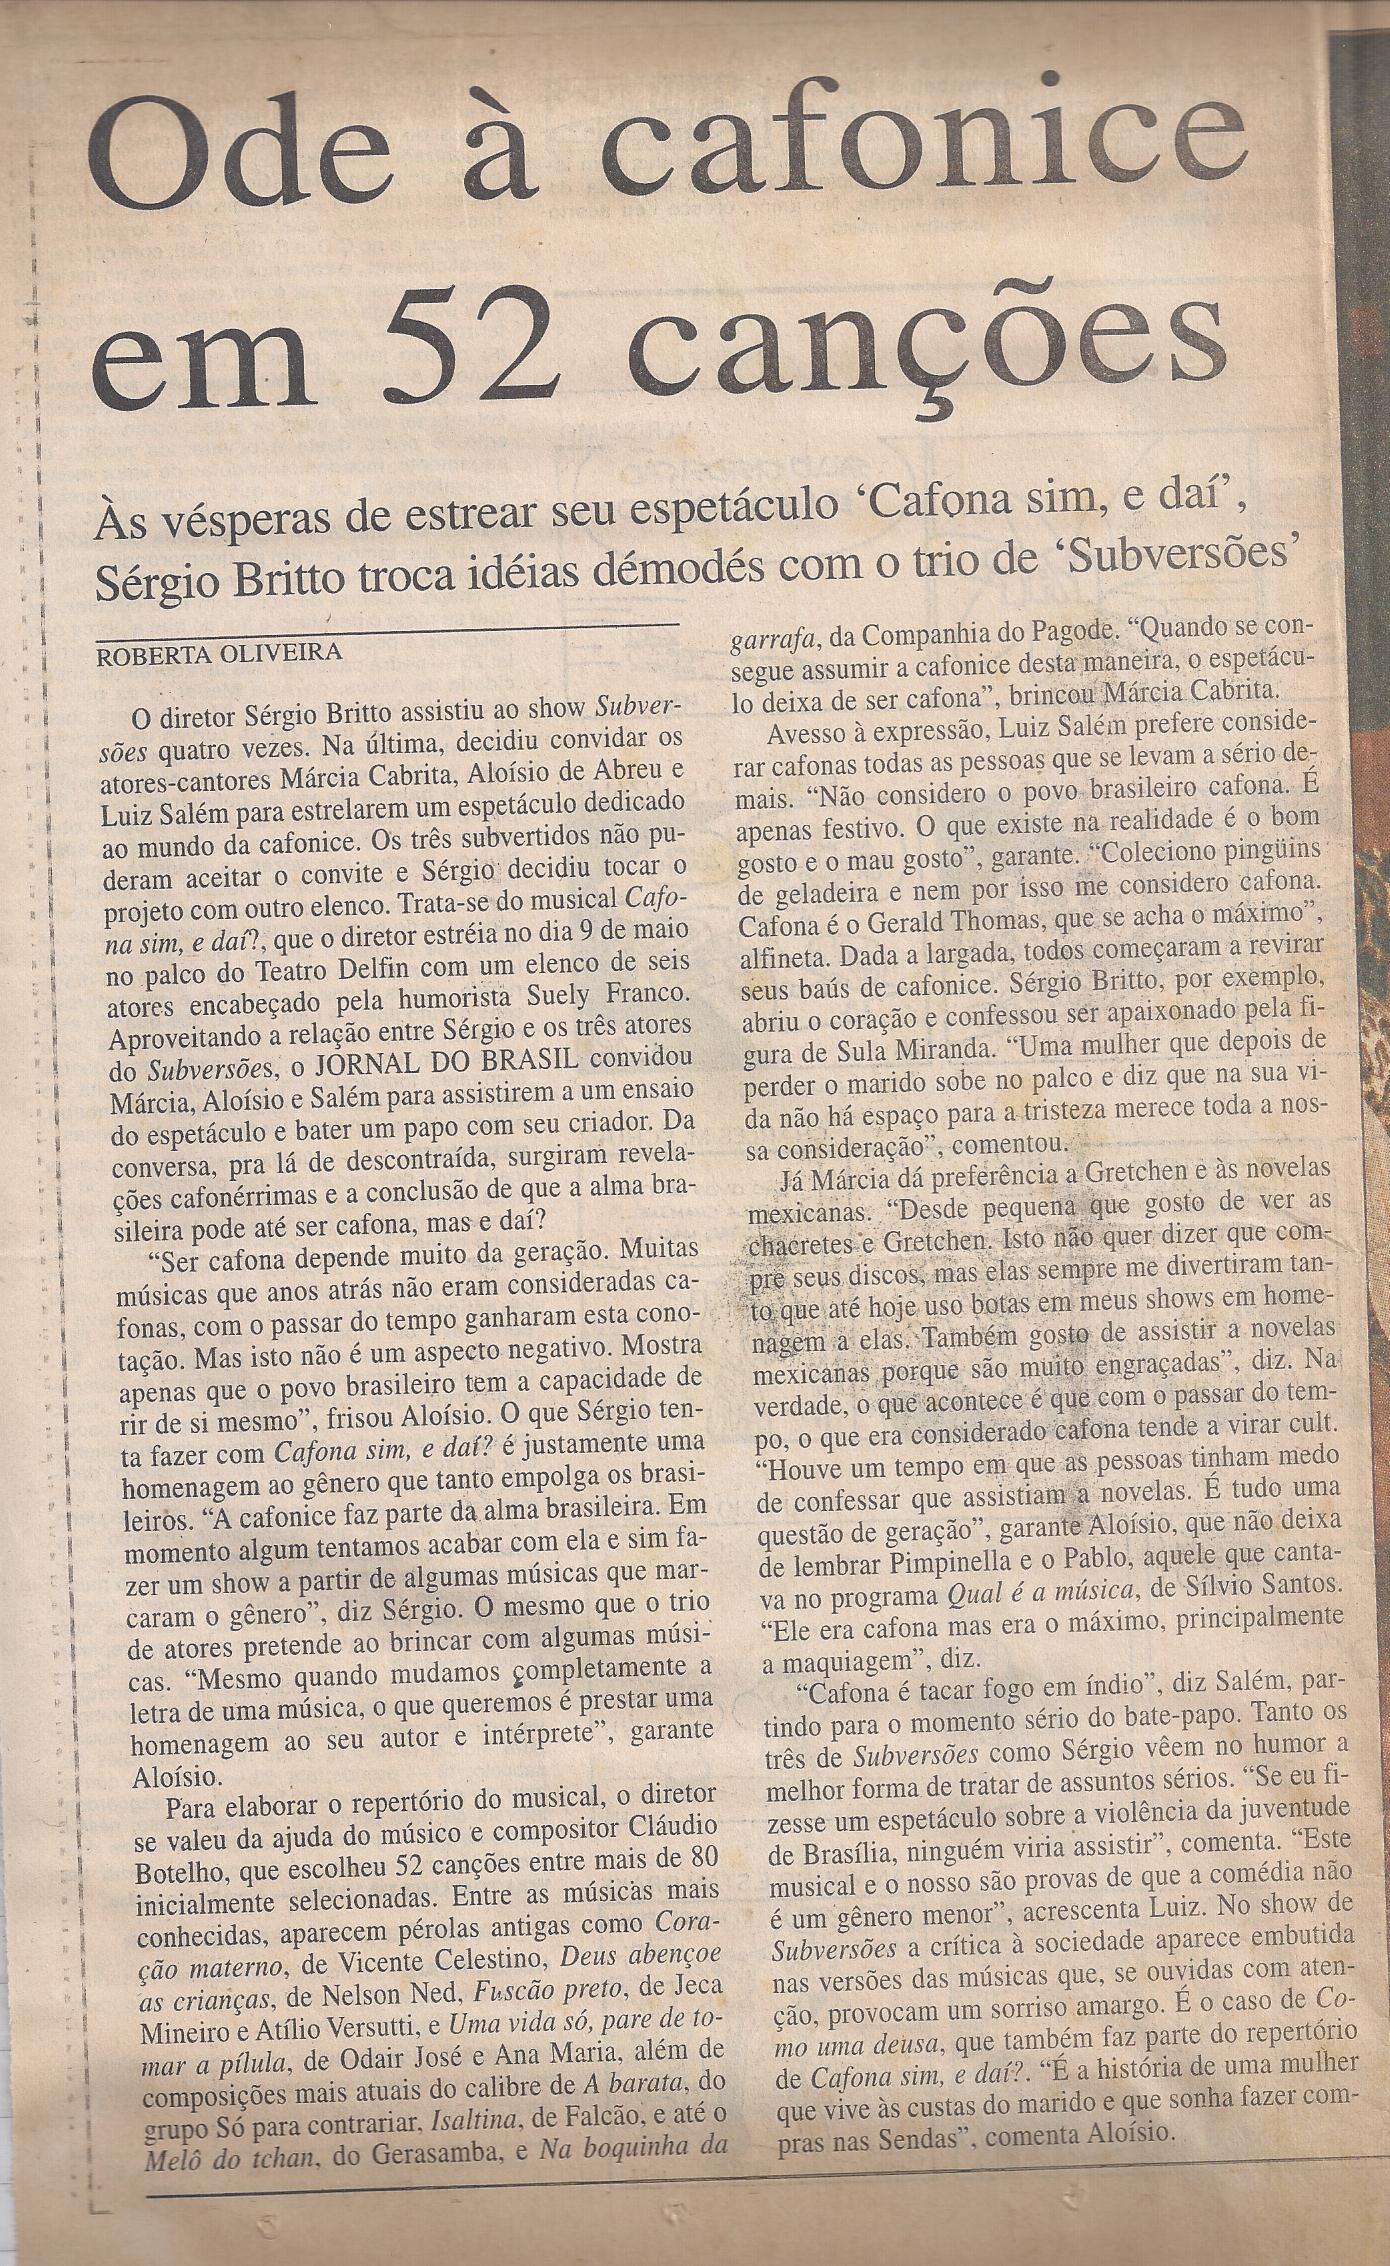 Ode à cafonice
em 52 canções
Às vésperas de estrear seu espetáculo ‘Cafona sim, e daí’,
Sérgio Britto troca idéias démodés com o trio de ‘Subversões’
ROBERTA OLIVEIRA
O diretor Sérgio Britto assistiu ao show Subver-
sões quatro vezes. Na última, decidiu convidar os
atores-cantores Márcia Cabrita, Aloísio de Abreu e
Luiz Salém para estrelarem um espetáculo dedicado
ao mundo da cafonice. Os três subvertidos não pu-
deram aceitar o convite e Sérgio decidiu tocar o
projeto com outro elenco. Trata-se do musical Cafo-
na sim, e daí?, que o diretor estréia no dia 9 de maio
no palco do Teatro Delfin com um elenco de seis
atores encabeçado pela humorista Suely Franco.
Aproveitando a relação entre Sérgio e os três atores
do Subversões, o JORNAL DO BRASIL convidou
Márcia, Aloísio e Salém para assistirem a um ensaio
do espetáculo e bater um papo com seu criador. Da
conversa, pra lá de descontraída, surgiram revela-
ções cafonérrimas e a conclusão de que a alma bra-
sileira pode até ser cafona, mas e daí?
“Ser cafona depende muito da geração. Muitas
músicas que anos atrás não eram consideradas ca-
fonas, com o passar do tempo ganharam esta cono-
tação. Mas isto não é um aspecto negativo. Mostra
apenas que o povo brasileiro tem a capacidade de
rir de si mesmo”, frisou Aloísio. O que Sérgio ten-
ta fazer com Cafona sim, e daí? é justamente uma
homenagem ao gênero que tanto empolga os brasi-
leiros. “A cafonice faz parte da alma brasileira. Em
momento algum tentamos acabar com ela e sim fa-
zer um show a partir de algumas músicas que mar-
caram o gênero”, diz Sérgio. O mesmo que o trio
de atores pretende ao brincar com algumas músi-
cas. “Mesmo quando mudamos completamente a
letra de uma música, o que queremos é prestar uma
homenagem ao seu autor e intérprete”, garante
Aloísio.
Para elaborar o repertório do musical, o diretor
se valeu da ajuda do músico e compositor Cláudio
Botelho, que escolheu 52 canções entre mais de 80
inicialmente selecionadas. Entre as músicas mais
conhecidas, aparecem pérolas antigas como Cora-
ção materno, de Vicente Celestino, Deus abençoe
as crianças, de Nelson Ned, Fuscão preto, de Jeca
Mineiro e Atílio Versutti, e Uma vida só, pare de to-
mar a pílula, de Odair José e Ana Maria, além de
composições mais atuais do calibre de A barata, do
grupo Só para contrariar, Isaltina, de Falcão, e até o
Melô do tchan, do Gerasamba, e Na boquinha da
garrafa, da Companhia do Pagode. “Quando se con-
segue assumir a cafonice desta maneira, o espetácu-
lo deixa de ser cafona”, brincou Márcia Cabrita.
Avesso à expressão, Luiz Salém prefere conside-
rar cafonas todas as pessoas que se levam a sério de-
mais. “Não considero o povo brasileiro cafona. É
apenas festivo. O que existe na realidade é o bom
gosto e o mau gosto”, garante. “Coleciono pingüins
de geladeira e nem por isso me considero cafona.
Cafona é o Gerald Thomas, que se acha o máximo”,
alfineta. Dada a largada, todos começaram a revirar
seus baús de cafonice. Sérgio Britto, por exemplo,
abriu o coração e confessou ser apaixonado pela fi-
gura de Sula Miranda. “Uma mulher que depois de
perder o marido sobe no palco e diz que na sua vi-
da não há espaço para a tristeza merece toda a nos-
sa consideração”, comentou.
Já Márcia dá preferência a Gretchen e às novelas
mexicanas. “Desde pequena que gosto de ver as
chacretes e Gretchen. Isto não quer dizer que com-
pre seus discos, mas elas sempre me divertiram tan-
to que até hoje uso botas em meus shows em home-
nagem a elas. Também gosto de assistir a novelas
mexicanas porque são muito engraçadas”, diz. Na
verdade, o que acontece é que com o passar do tem-
po, o que era considerado cafona tende a virar cult.
“Houve um tempo em que as pessoas tinham medo
de confessar que assistiam a novelas. É tudo uma
questão de geração”, garante Aloísio, que não deixa
de lembrar Pimpinella e o Pablo, aquele que canta-
va no programa Qual é a música, de Sílvio Santos.
“Ele era cafona mas era o máximo, principalmente
a maquiagem”, diz.
“Cafona é tacar fogo em índio”, diz Salém, par-
tindo para o momento sério do bate-papo. Tanto os
três de Subversões como Sérgio vêem no humor a
melhor forma de tratar de assuntos sérios. “Se eu fi-
zesse um espetáculo sobre a violência da juventude
de Brasília, ninguém viria assistir”, comenta. “Este
musical e o nosso são provas de que a comédia não
é um gênero menor”, acrescenta Luiz. No show de
Subversões a crítica à sociedade aparece embutida
nas versões das músicas que, se ouvidas com aten-
ção, provocam um sorriso amargo. É o caso de Co-
mo uma deusa, que também faz parte do repertório
de Cafona sim, e daí?. “É a história de uma mulher
que vive às custas do marido e que sonha fazer com-
pras nas Sendas”, comenta Aloísio.